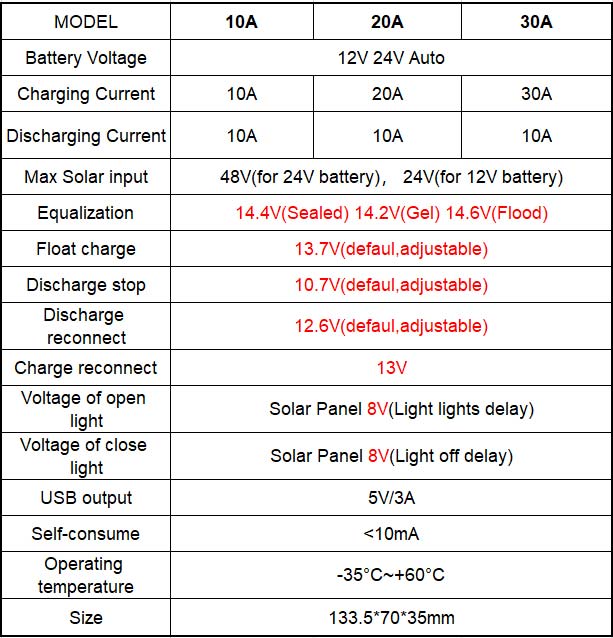 MODEL 10A 20A 30A
Battery Voltage 12V 24V Auto
Charging Current 10A 20A 30A
Discharging Current 10A 10A 10A
Max Solar input 48V(for 24V battery)， 24V(for 12V battery)
Equalization 14.4V(Sealed) 14.2V(Gel) 14.6V(Flood)
Float charge 13.7V(defaul,adjustable)
Discharge stop 10.7V(defaul,adjustable)
Discharge
reconnect 12.6V(defaul,adjustable)
Charge reconnect 13V
Voltage of open
light Solar Panel 8V(Light lights delay)
Voltage of close
light Solar Panel 8V(Light off delay)
USB output 5V/3A
Self-consume <10mA
Operating
temperature -35°C~+60°C
Size 133.5*70*35mm